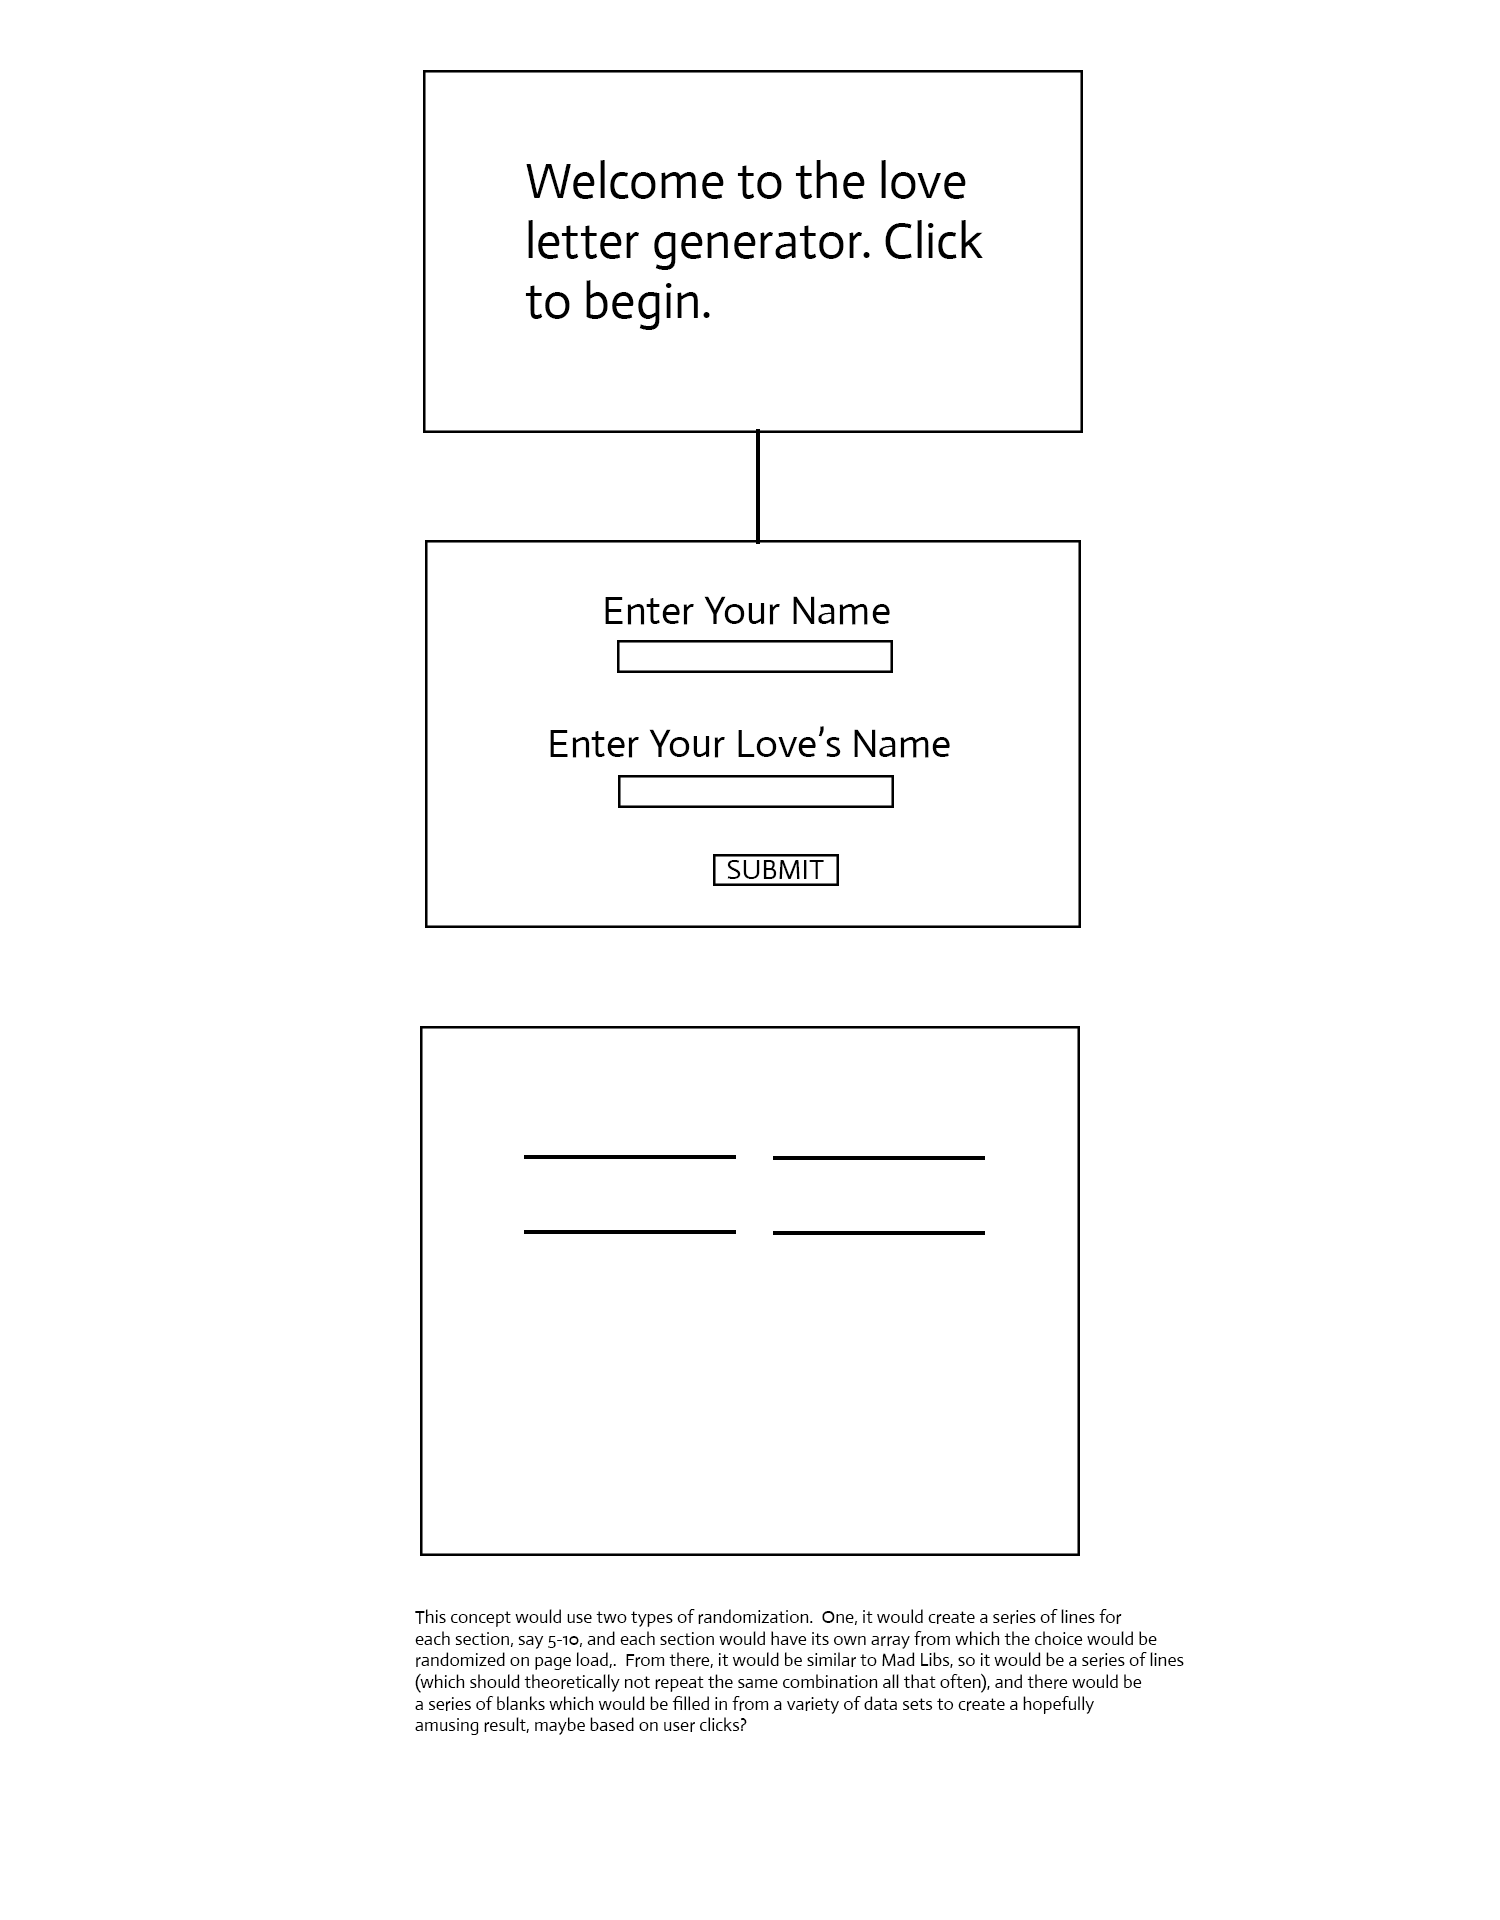 Welcome to the love
letter generator. Click
to begin.
Enter Your Name
Enter Your Love's Name
SUBMIT
This concept would use two types of randomization.  One, it would create a series of lines for
each section, say 5-10, and each section would have its own array from which the choice would be
randomized on page load,.  From there, it would be similar to Mad Libs, so it would be a series of lines
(which should theoretically not repeat the same combination all that often), and there would be
a series of blanks which would be filled in from a variety of data sets to create a hopefully
amusing result, maybe based on user clicks?